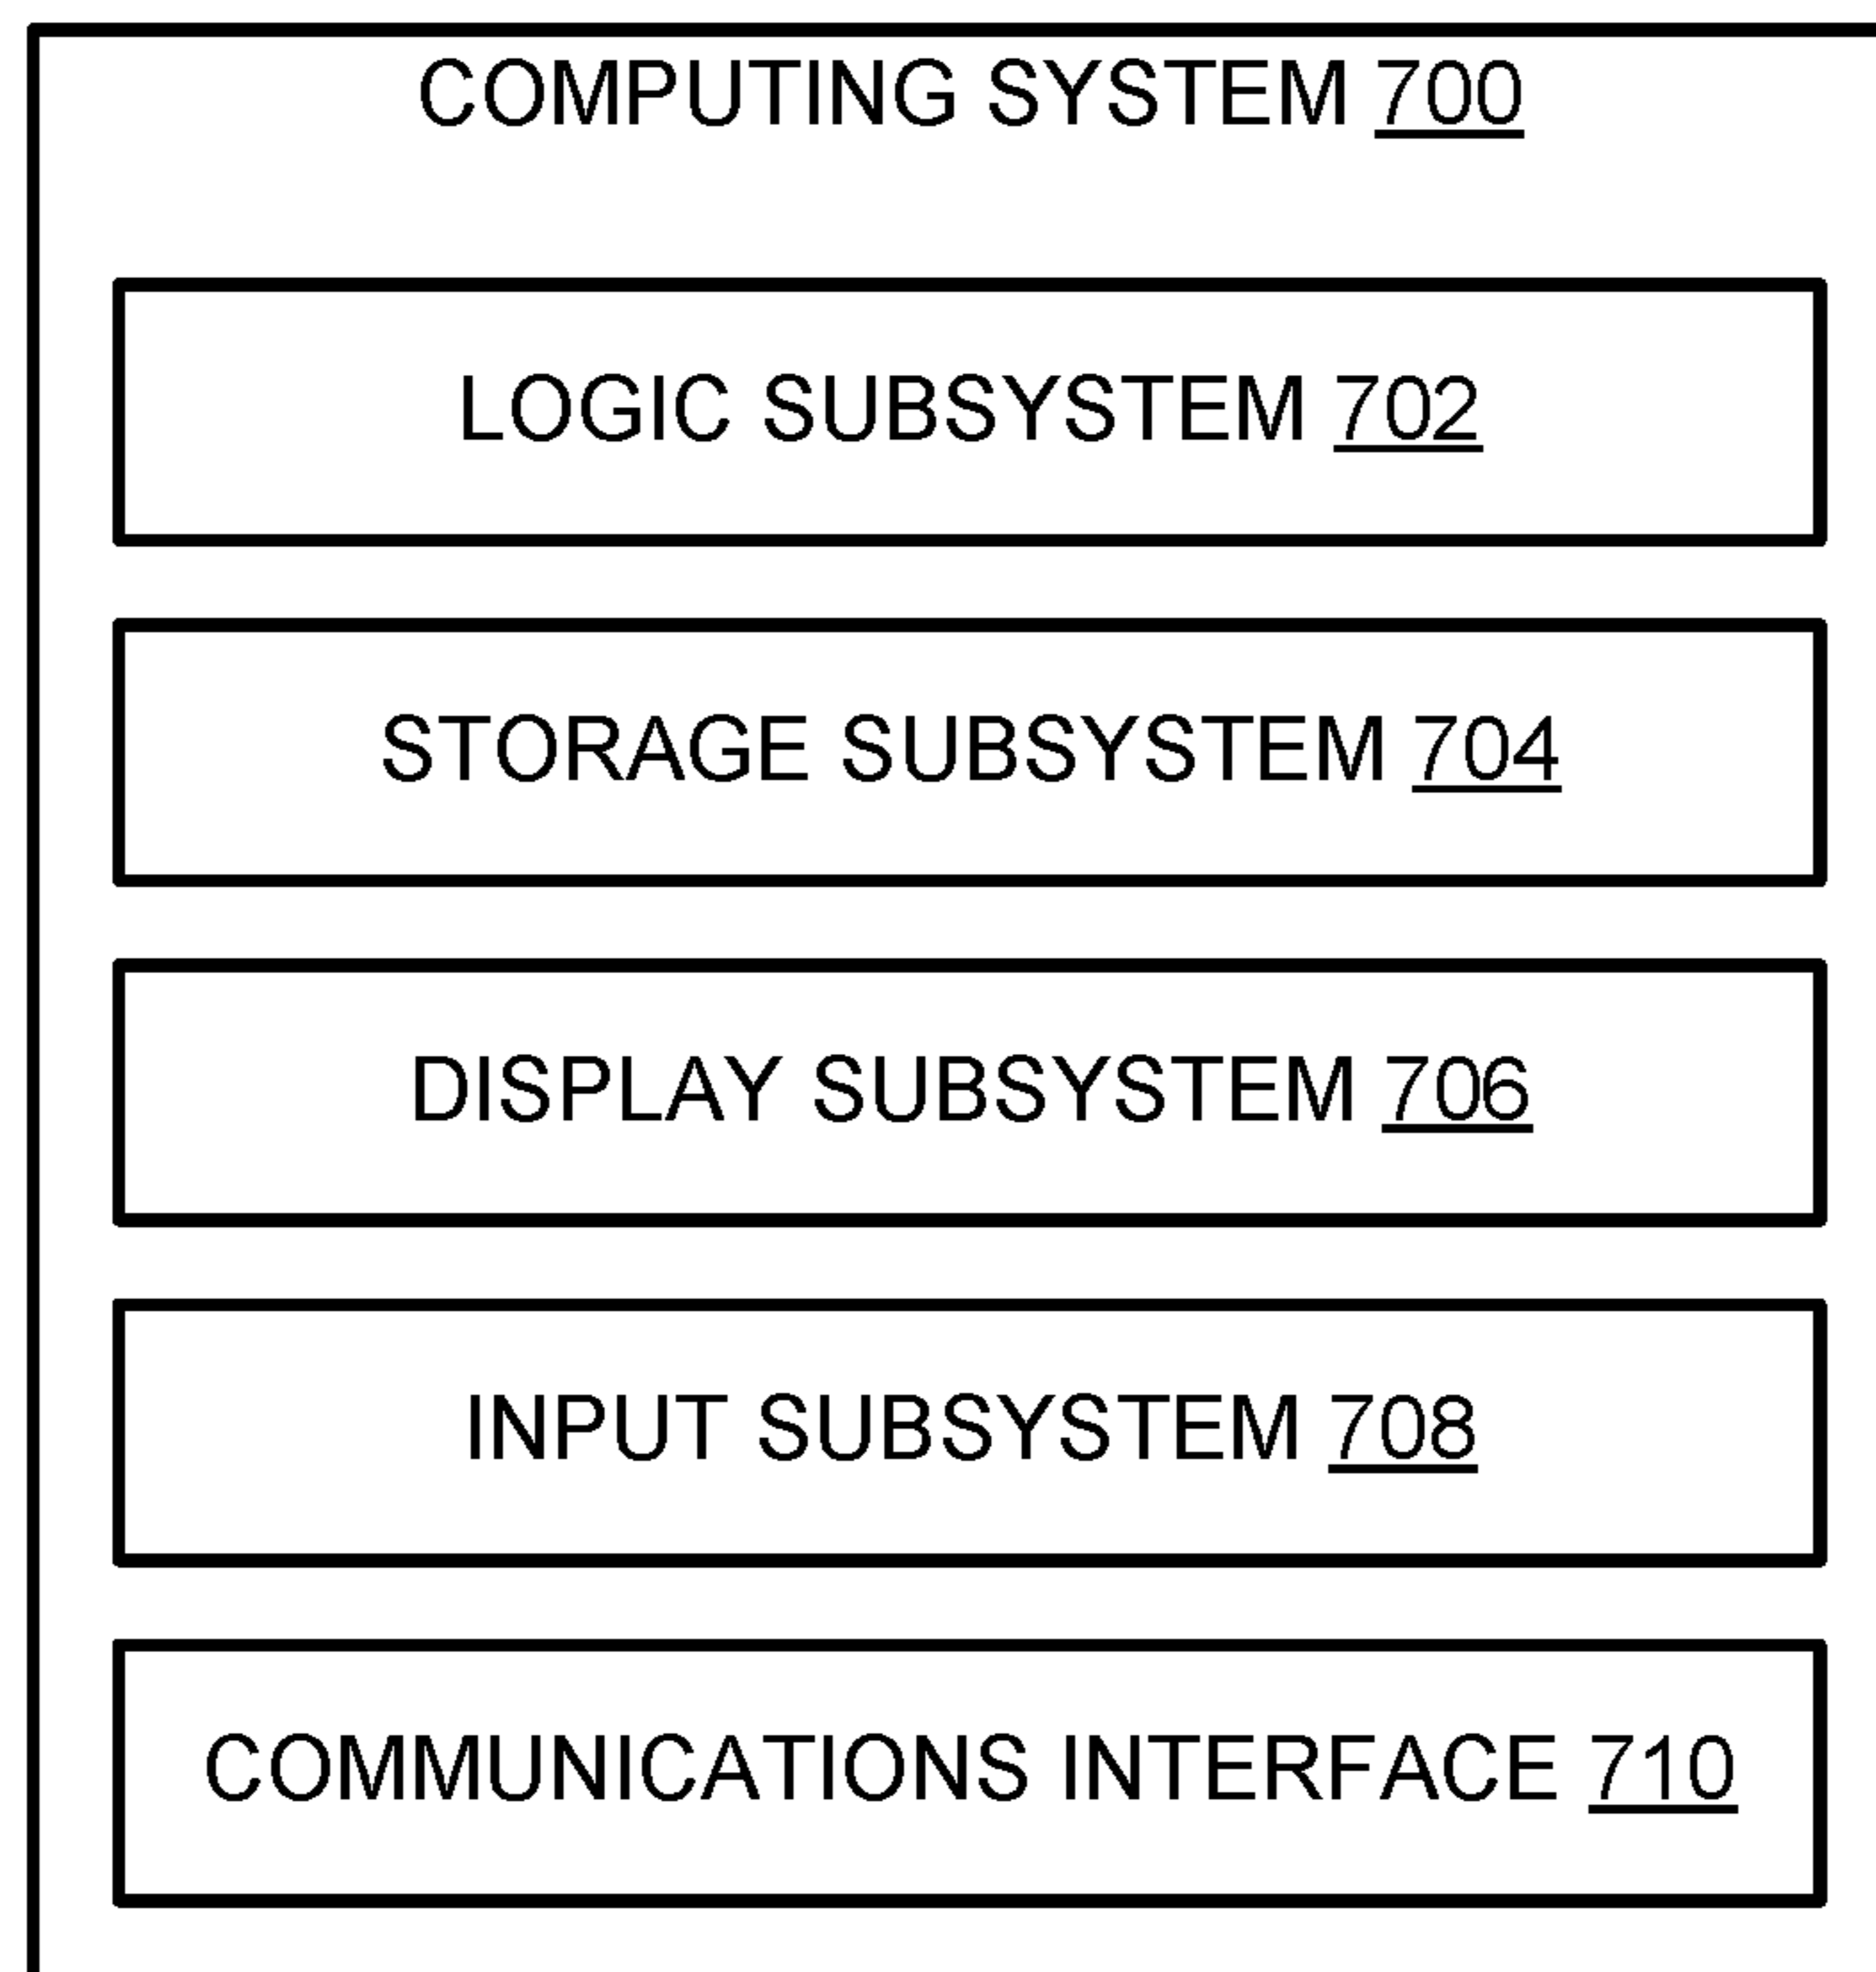 COMPUTING SYSTEM 700
LOGIC SUBSYSTEM 702
STORAGE SUBSYSTEM 704
DISPLAY SUBSYSTEM 706
INPUT SUBSYSTEM 708
COMMUNICATIONS INTERFACE 710